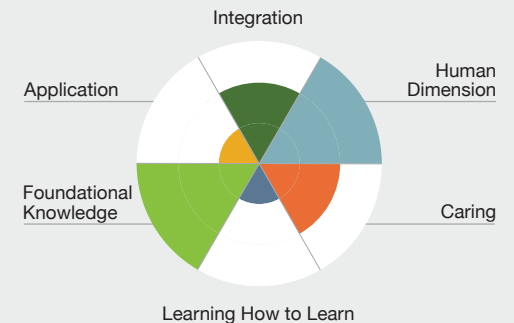 Integration
Application
Human
Dimension
Foundational
Knowledge
Caring
Learning How to Learn